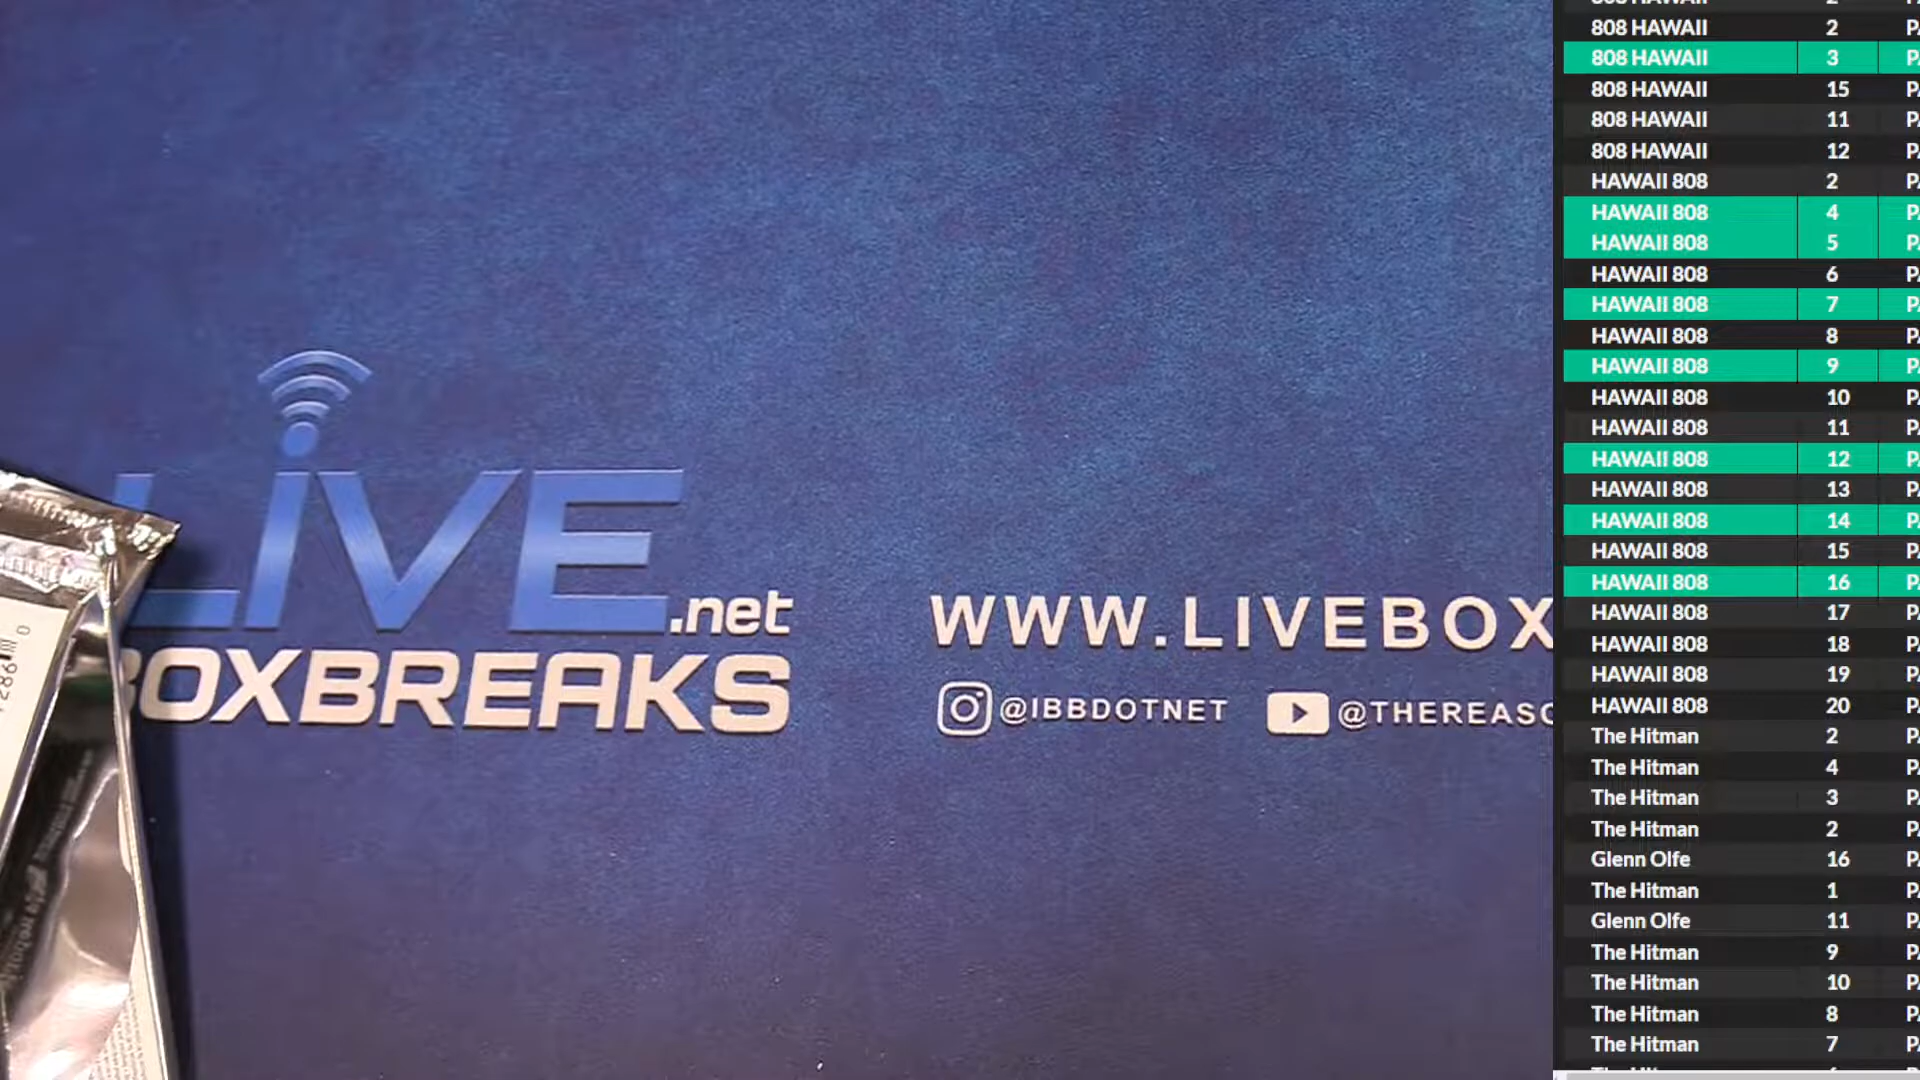 LIVE.net
BOXBREAKS
WWW.LIVEBOX
@IBBDOTNET
@THEREASO
808 HAWAII 2 P
808 HAWAII 3 P
808 HAWAII 15 P
808 HAWAII 11 P
808 HAWAII 12 P
HAWAII 808 2 P
HAWAII 808 4 P
HAWAII 808 5 P
HAWAII 808 6 P
HAWAII 808 7 P
HAWAII 808 8 P
HAWAII 808 9 P
HAWAII 808 10 P
HAWAII 808 11 P
HAWAII 808 12 P
HAWAII 808 13 P
HAWAII 808 14 P
HAWAII 808 15 P
HAWAII 808 16 P
HAWAII 808 17 P
HAWAII 808 18 P
HAWAII 808 19 P
HAWAII 808 20 P
The Hitman 2 P
The Hitman 4 P
The Hitman 3 P
The Hitman 2 P
Glenn Olfe 16 P
The Hitman 1 P
Glenn Olfe 11 P
The Hitman 9 P
The Hitman 10 P
The Hitman 8 P
The Hitman 7 P